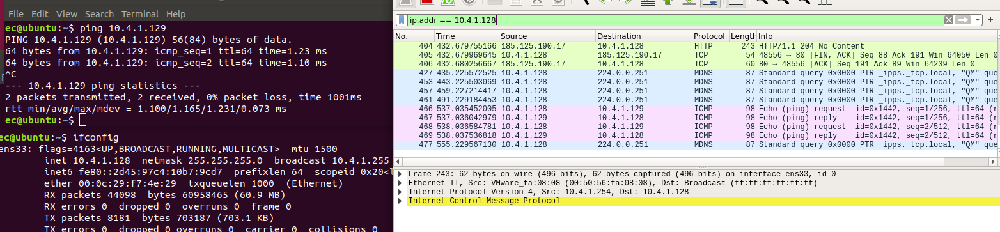 File Edit View Search Terminal Help
ec@ubuntu:~$ ping 10.4.1.129
PING 10.4.1.129 (10.4.1.129) 56(84) bytes of data.
64 bytes from 10.4.1.129: icmp_seq=1 ttl=64 time=1.23 ms
64 bytes from 10.4.1.129: icmp_seq=2 ttl=64 time=1.10 ms
^C
--- 10.4.1.129 ping statistics ---
2 packets transmitted, 2 received, 0% packet loss, time 1001ms
rtt min/avg/max/mdev = 1.100/1.165/1.231/0.073 ms
ec@ubuntu:~$
ec@ubuntu:~$ ifconfig
ens33: flags=4163<UP,BROADCAST,RUNNING,MULTICAST> mtu 1500
inet 10.4.1.128 netmask 255.255.255.0 broadcast 10.4.1.255
inet6 fe80::2d45:97c4:10b7:9cd7 prefixlen 64 scopeid 0x20<l
ether 00:0c:29:f7:4e:29 txqueuelen 1000 (Ethernet)
RX packets 44098 bytes 60958465 (60.9 MB)
RX errors 0 dropped 0 overruns 0 frame 0
TX packets 8181 bytes 703187 (703.1 KB)
TX errors 0 dropped 0 overruns 0 carrier 0 collisions 0
ip.addr == 10.4.1.128
No. Time Source Destination Protocol Length Info
404 432.679755166 185.125.190.17 10.4.1.128 HTTP 243 HTTP/1.1 204 No Content
405 432.679969645 10.4.1.128 185.125.190.17 TCP 54 48556 → 80 [FIN, ACK] Seq=88 Ack=191 Win=64050 Len=0
406 432.680256667 185.125.190.17 10.4.1.128 TCP 60 80 → 48556 [ACK] Seq=191 Ack=89 Win=64239 Len=0
427 435.225572525 10.4.1.128 224.0.0.251 MDNS 87 Standard query 0x0000 PTR _ipps._tcp.local, "QM" que
453 443.225503069 10.4.1.128 224.0.0.251 MDNS 87 Standard query 0x0000 PTR _ipps._tcp.local, "QM" que
457 459.227214417 10.4.1.128 224.0.0.251 MDNS 87 Standard query 0x0000 PTR _ipps._tcp.local, "QM" que
461 491.229184453 10.4.1.128 224.0.0.251 MDNS 87 Standard query 0x0000 PTR _ipps._tcp.local, "QM" que
466 537.035452005 10.4.1.128 10.4.1.129 ICMP 98 Echo (ping) request id=0x1442, seq=1/256, ttl=64 (r
467 537.036042979 10.4.1.129 10.4.1.128 ICMP 98 Echo (ping) reply id=0x1442, seq=1/256, ttl=64 (r
468 538.036584781 10.4.1.128 10.4.1.129 ICMP 98 Echo (ping) request id=0x1442, seq=2/512, ttl=64 (r
469 538.037536818 10.4.1.129 10.4.1.128 ICMP 98 Echo (ping) reply id=0x1442, seq=2/512, ttl=64 (r
477 555.229567130 10.4.1.128 224.0.0.251 MDNS 87 Standard query 0x0000 PTR _ipps._tcp.local, "QM" que
Frame 243: 62 bytes on wire (496 bits), 62 bytes captured (496 bits) on interface ens33, id 0
Ethernet II, Src: VMware_fa:08:08 (00:50:56:fa:08:08), Dst: Broadcast (ff:ff:ff:ff:ff:ff)
Internet Protocol Version 4, Src: 10.4.1.254, Dst: 10.4.1.128
Internet Control Message Protocol